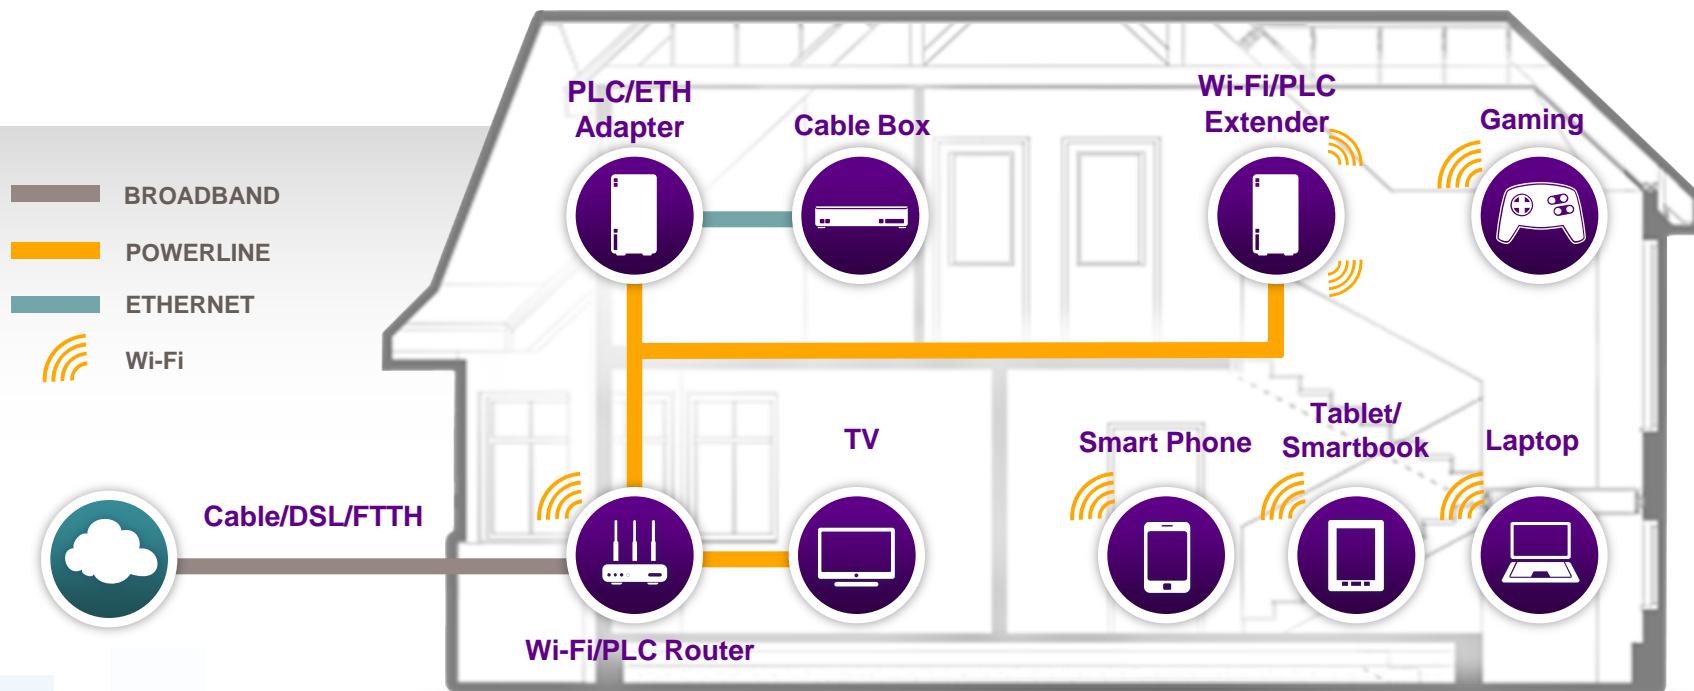 PLC/ETH
Adapter
Cable Box
Wi-Fi/PLC
Extender
Gaming
BROADBAND
POWERLINE
ETHERNET
Wi-Fi
TV
Smart Phone
Tablet/
Smartbook
Laptop
Cable/DSL/FTTH
Wi-Fi/PLC Router